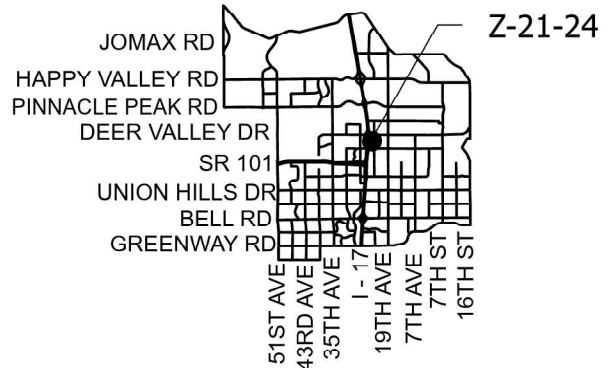 Z-21-24
JOMAX RD
HAPPY VALLEY RD
PINNACLE PEAK RD
DEER VALLEY DR
SR 101
UNION HILLS DR
BELL RD
GREENWAY RD
51ST AVE
43RD AVE
35TH AVE
I - 17
19TH AVE
7TH AVE
7TH ST
16TH ST